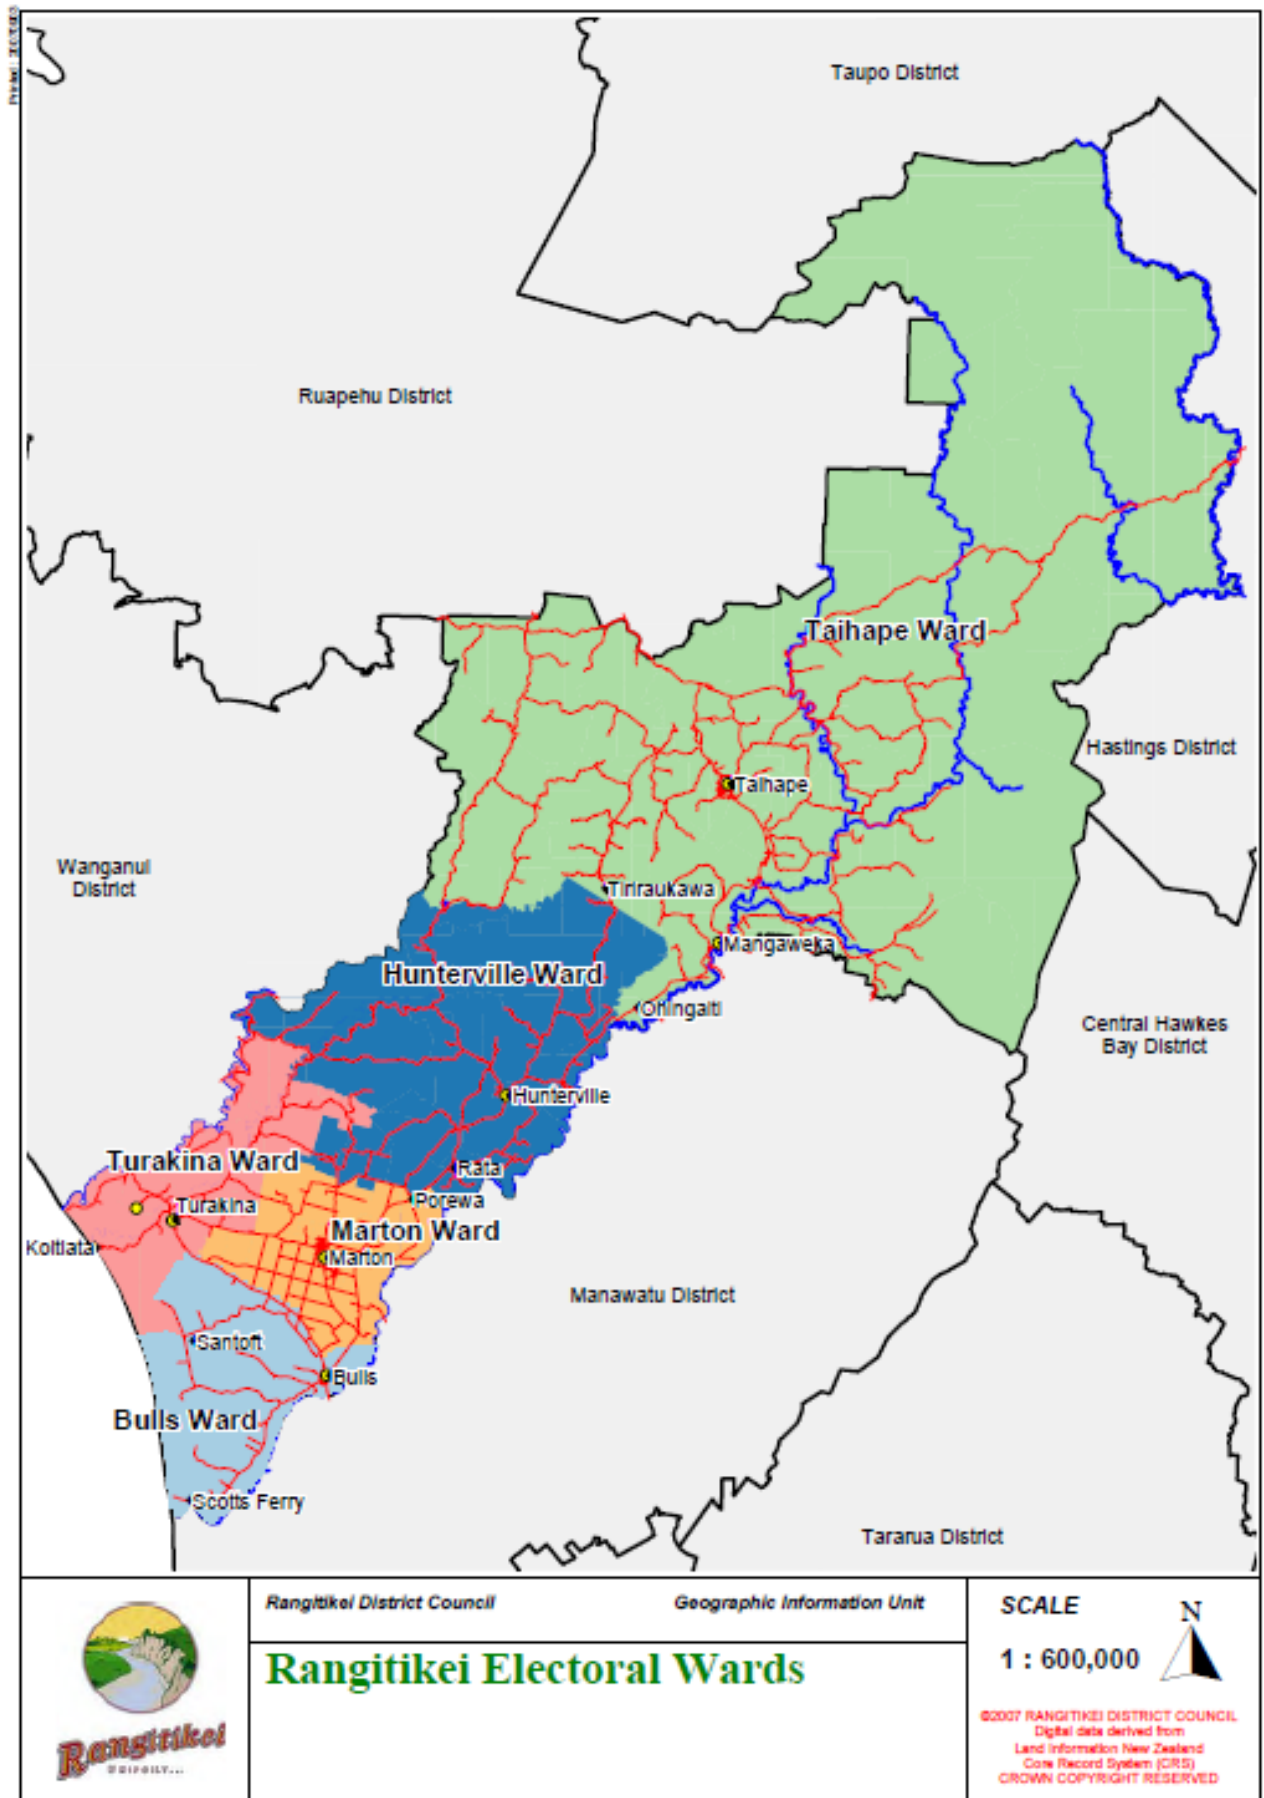 Taupo District
Ruapehu District
Taihape Ward
Hastings District
Taihape
Wanganui
District
Tiriraukawa
Mangaweka
Hunterville Ward
Ohingaiti
Central Hawkes
Bay District
Hunterville
Turakina Ward
Rata
Porewa
Turakina
Marton Ward
Koitiata
Marton
Manawatu District
Santoft
Bulls
Bulls Ward
Scotts Ferry
Tararua District
Rangitikei District Council
Geographic Information Unit
Rangitikei Electoral Wards
SCALE
N
1 : 600,000
©2007 RANGITIKEI DISTRICT COUNCIL
Digital data derived from
Land Information New Zealand
Core Record System (CRS)
CROWN COPYRIGHT RESERVED
Rangitikei